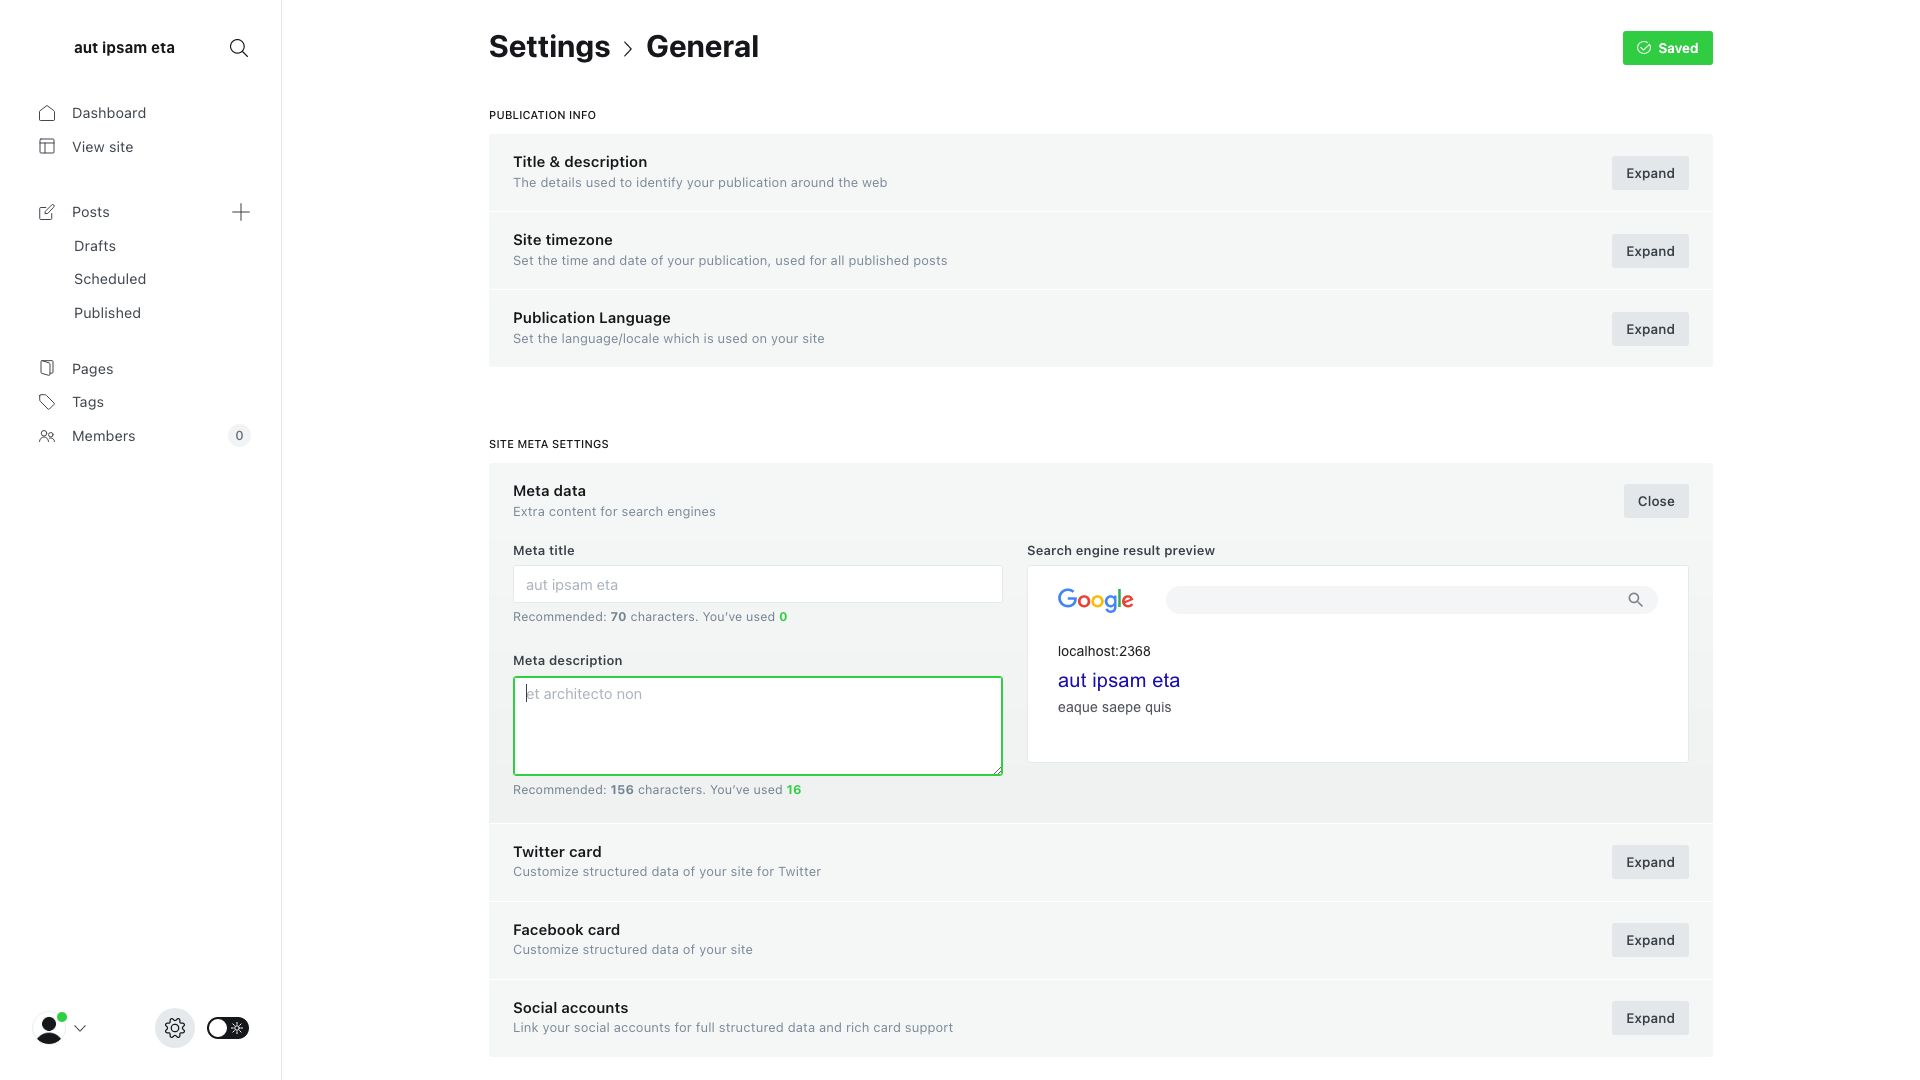 aut ipsam eta
Dashboard
View site
Posts
Drafts
Scheduled
Published
Pages
Tags
Members
0
Settings
General
Saved
PUBLICATION INFO
Title & description
The details used to identify your publication around the web
Expand
Site timezone
Set the time and date of your publication, used for all published posts
Expand
Publication Language
Set the language/locale which is used on your site
Expand
SITE META SETTINGS
Meta data
Extra content for search engines
Close
Meta title
aut ipsam eta
Recommended: 70 characters. You've used 0
Meta description
et architecto non
Recommended: 156 characters. You've used 16
Search engine result preview
Google
localhost:2368
aut ipsam eta
eaque saepe quis
Twitter card
Customize structured data of your site for Twitter
Expand
Facebook card
Customize structured data of your site
Expand
Social accounts
Link your social accounts for full structured data and rich card support
Expand